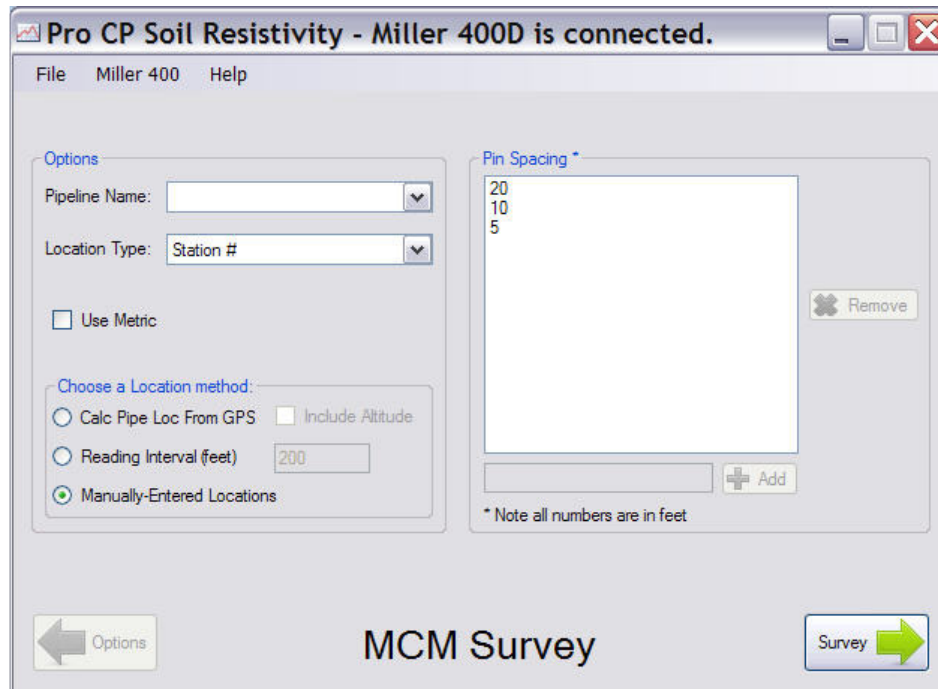 Pro CP Soil Resistivity - Miller 400D is connected.
File Miller 400 Help
Options
Pipeline Name:
Location Type: Station #
Use Metric
Choose a Location method:
Calc Pipe Loc From GPS Include Altitude
Reading Interval (feet) 200
Manually-Entered Locations
Pin Spacing *
20
10
5
Remove
Add
* Note all numbers are in feet
Options
MCM Survey
Survey